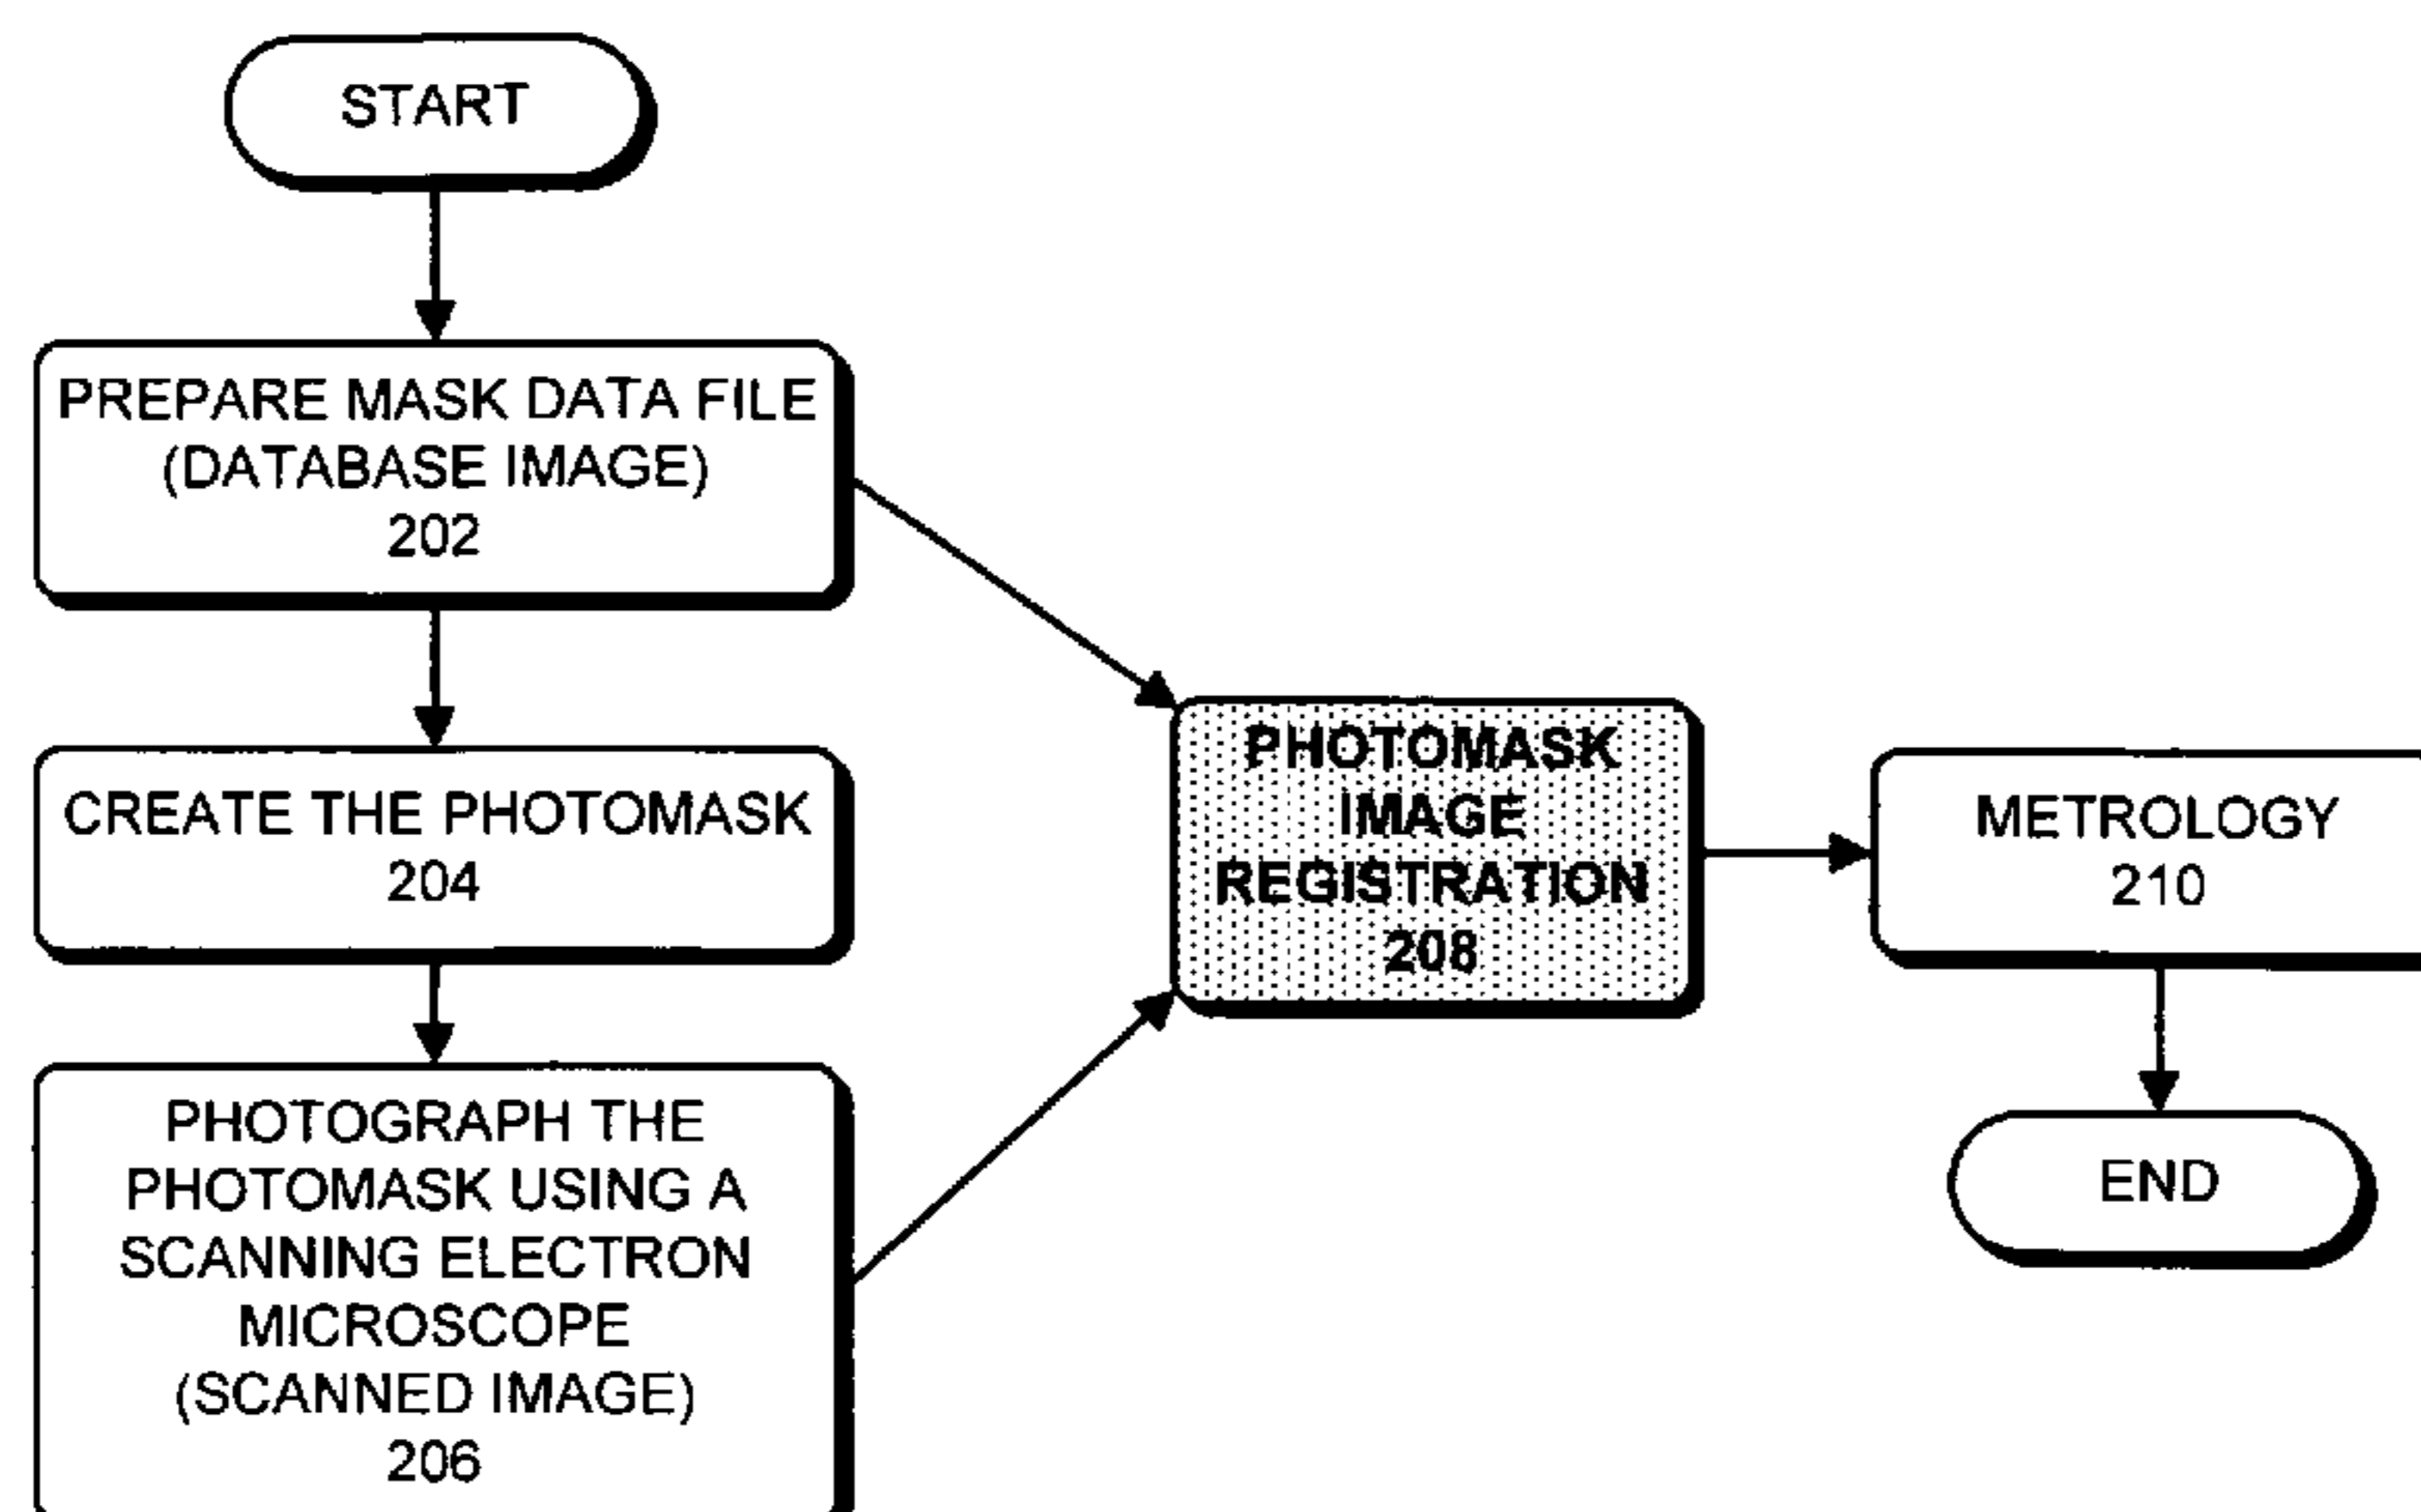 START
PREPARE MASK DATA FILE
(DATABASE IMAGE)
202
CREATE THE PHOTOMASK
204
PHOTOGRAPH THE
PHOTOMASK USING A
SCANNING ELECTRON
MICROSCOPE
(SCANNED IMAGE)
206
PHOTOMASK
IMAGE
REGISTRATION
208
METROLOGY
210
END